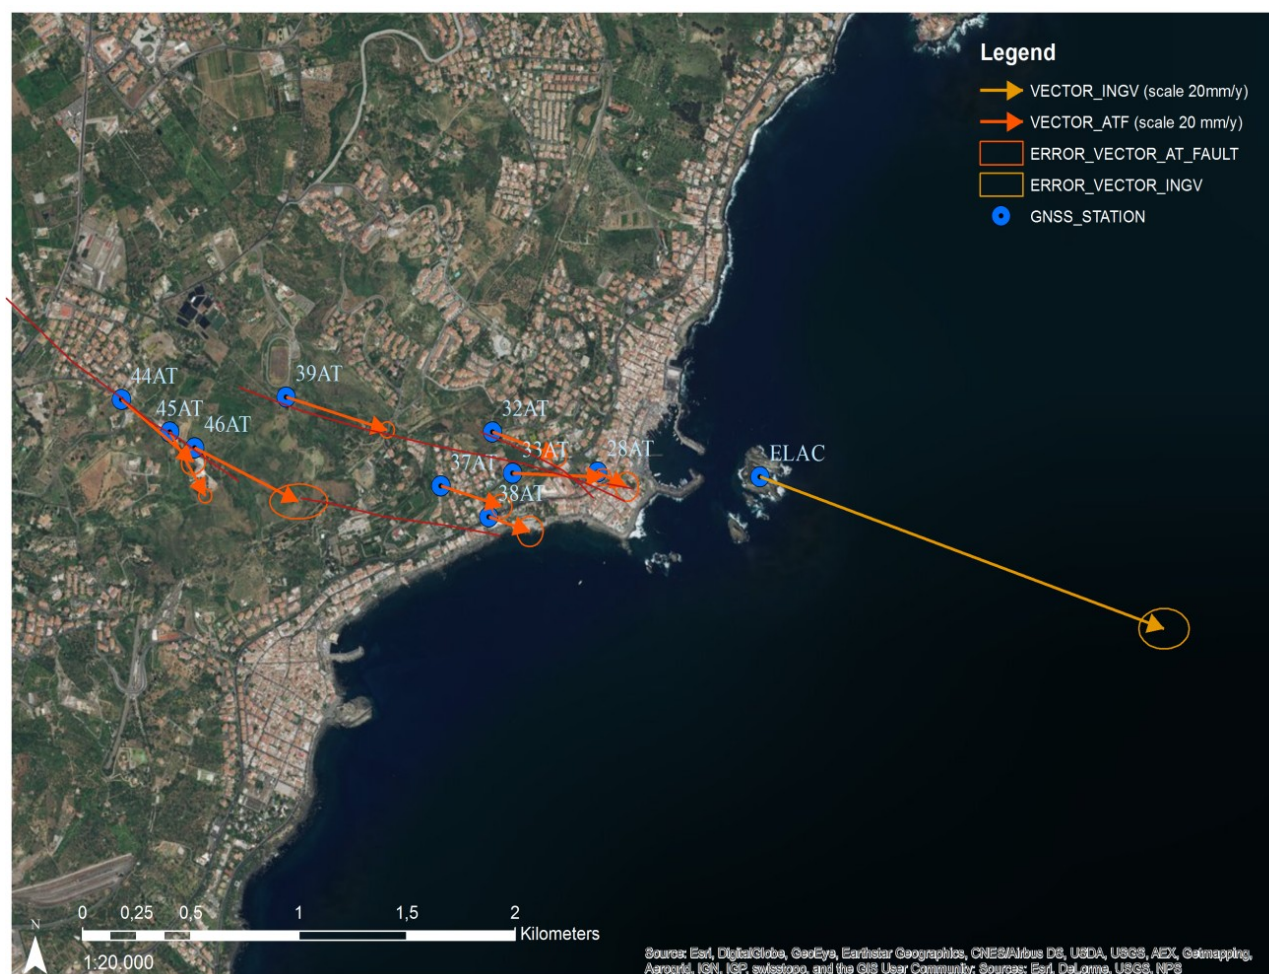 Legend
VECTOR_INGV (scale 20mm/y)
VECTOR_ATF (scale 20 mm/y)
ERROR_VECTOR_AT_FAULT
ERROR_VECTOR_INGV
GNSS_STATION
44AT
39AT
45AT
46AT
32AT
33AT
28AT
37AT
ELAC
38AT
N
0 0,25 0,5 1 1,5 2
Kilometers
1:20.000
Source: Esri, DigitalGlobe, GeoEye, Earthstar Geographics, CNES/Airbus DS, USDA, USGS, AEX, Getmapping,
Aerogrid, IGN, IGP, swisstopo, and the GIS User Community; Sources: Esri, DeLorme, USGS, NPS